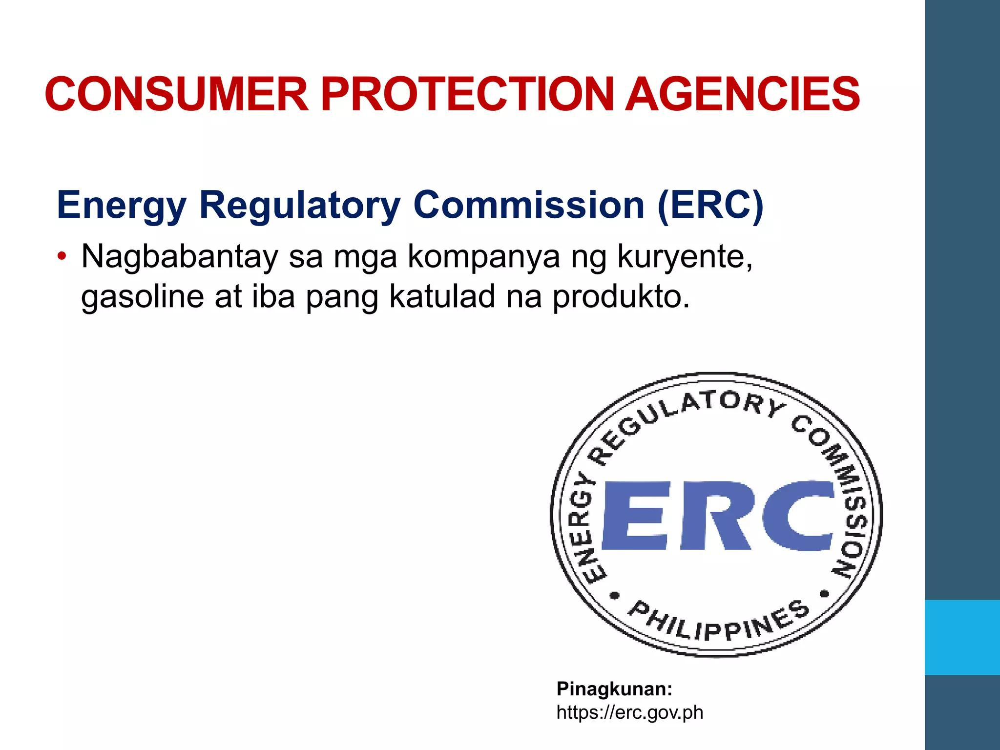 CONSUMER PROTECTION AGENCIES
Energy Regulatory Commission (ERC)
• Nagbabantay sa mga kompanya ng kuryente,
gasoline at iba pang katulad na produkto.
ENERGY REGULATORY COMMISSION
ERC
• PHILIPPINES •
Pinagkunan:
https://erc.gov.ph